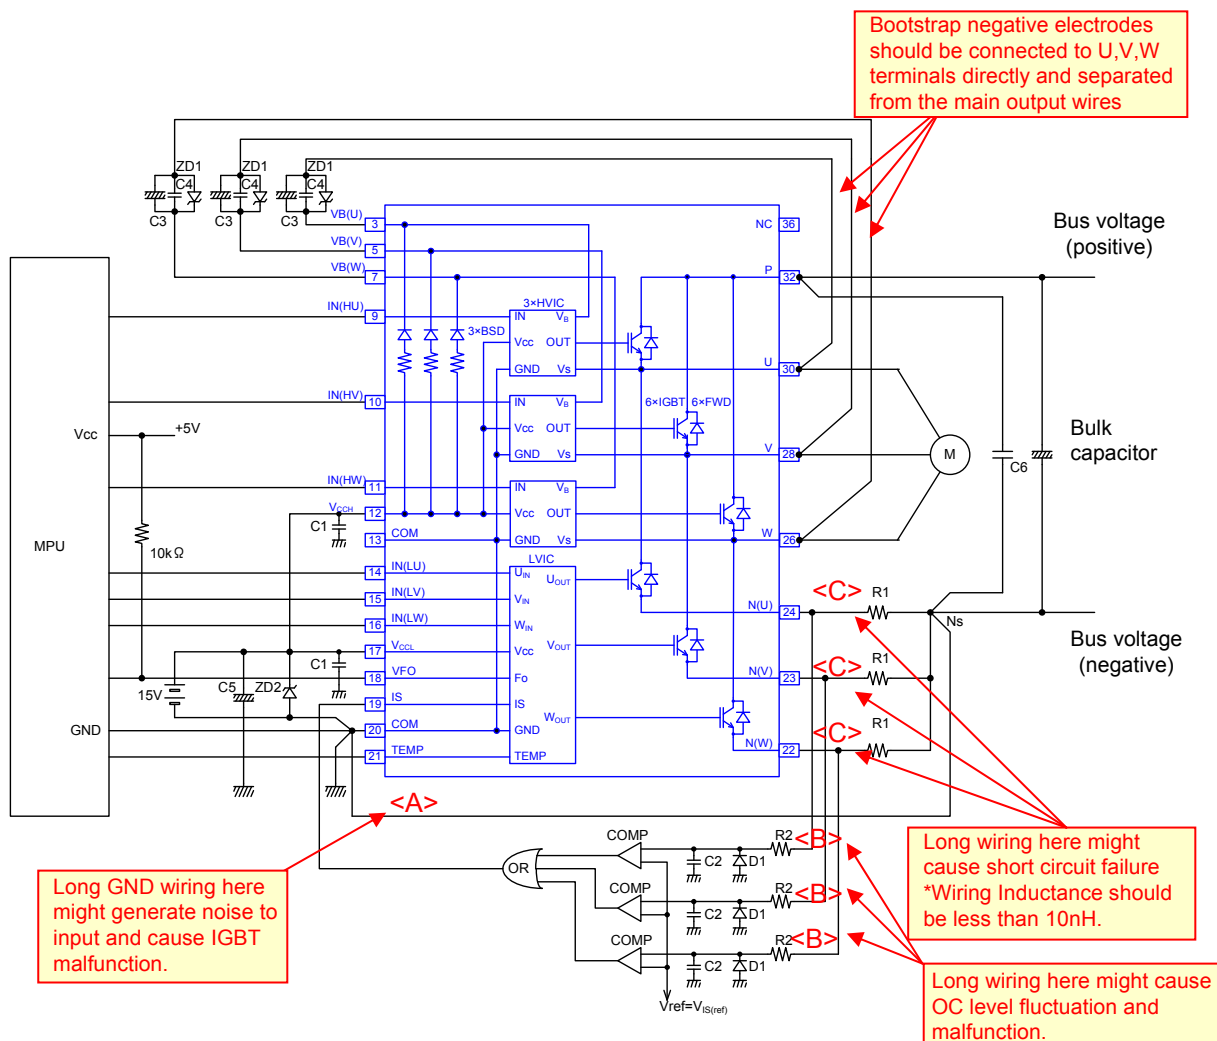 Bootstrap negative electrodes
should be connected to U,V,W
terminals directly and separated
from the main output wires
ZD1
ZD1
ZD1
C4
C4
C4
C3
C3
C3
VB(U)
3
VB(V)
5
VB(W)
7
NC
36
P
32
Bus voltage
(positive)
IN(HU)
9
3×BSD
3×HVIC
IN
VB
Vcc
OUT
GND
Vs
U
30
IN(HV)
10
IN
VB
Vcc
OUT
GND
Vs
6×IGBT
6×FWD
V
28
M
C6
Bulk
capacitor
Vcc
+5V
IN(HW)
11
IN
VB
VCCH
12
Vcc
OUT
C1
COM
13
GND
Vs
W
26
MPU
10kΩ
LVIC
IN(LU)
14
UIN
UOUT
IN(LV)
15
VIN
IN(LW)
16
WIN
N(U)
24
<C>
R1
Ns
Bus voltage
(negative)
VCCL
17
Vcc
VOUT
C1
VFO
18
Fo
N(V)
23
<C>
R1
15V
C5
ZD2
IS
19
IS
WOUT
GND
COM
20
GND
<C>
R1
N(W)
22
TEMP
21
TEMP
<A>
Long GND wiring here
might generate noise to
input and cause IGBT
malfunction.
OR
COMP
C2
D1
R2
<B>
COMP
C2
D1
R2
<B>
COMP
C2
D1
R2
<B>
Vref=VIS(ref)
Long wiring here might
cause short circuit failure
*Wiring Inductance should
be less than 10nH.
Long wiring here might cause
OC level fluctuation and
malfunction.